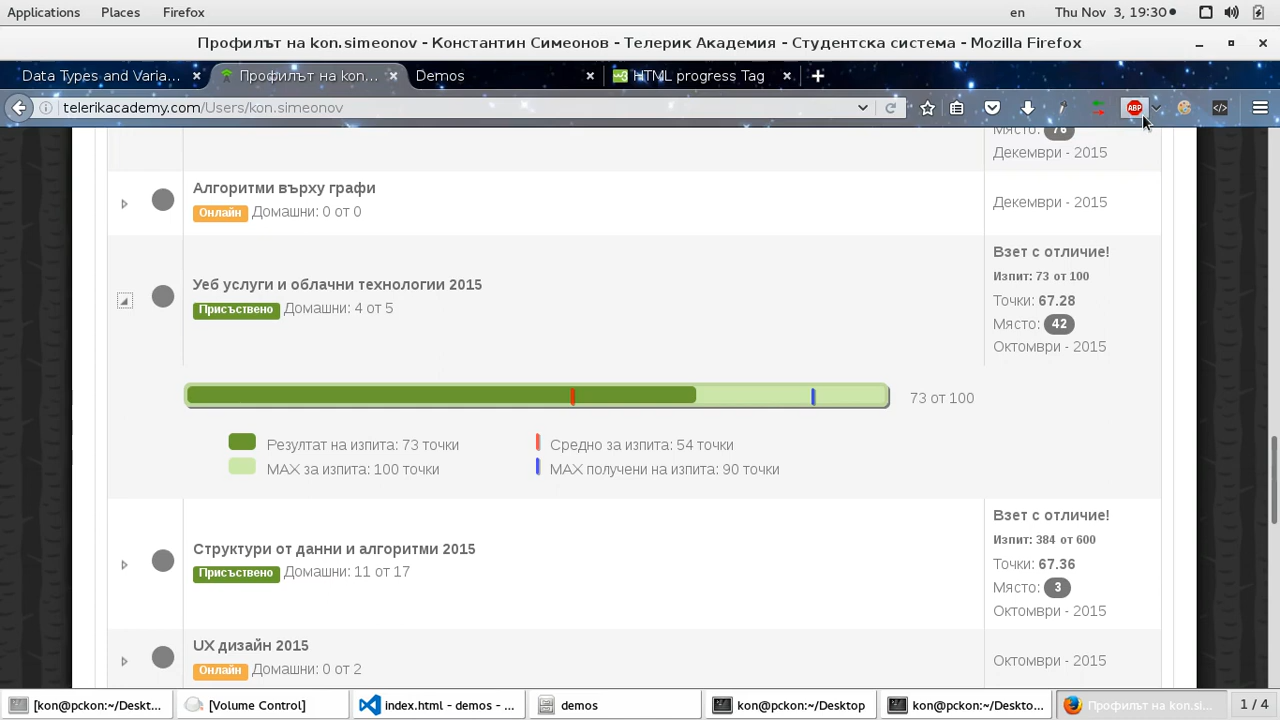 Applications Places Firefox en Thu Nov 3, 19:30
Профилът на kon.simeonov - Константин Симеонов - Телерик Академия - Студентска система - Mozilla Firefox
Data Types and Varia... Профилът на kon... Demos HTML progress Tag
telerikacademy.com/Users/kon.simeonov ABP
Място: 76
Декември - 2015
Алгоритми върху графи
Онлайн Домашни: 0 от 0
Декември - 2015
Уеб услуги и облачни технологии 2015
Присъствено Домашни: 4 от 5
Взет с отличие!
Изпит: 73 от 100
Точки: 67.28
Място: 42
Октомври - 2015
73 от 100
Резултат на изпита: 73 точки
MAX за изпита: 100 точки
Средно за изпита: 54 точки
MAX получени на изпита: 90 точки
Структури от данни и алгоритми 2015
Присъствено Домашни: 11 от 17
Взет с отличие!
Изпит: 384 от 600
Точки: 67.36
Място: 3
Октомври - 2015
UX дизайн 2015
Онлайн Домашни: 0 от 2
Октомври - 2015
[kon@pckon:~/Deskt... [Volume Control] index.html - demos - ... demos kon@pckon:~/Desktop kon@pckon:~/Deskto... Профилът на kon.si... 1 / 4